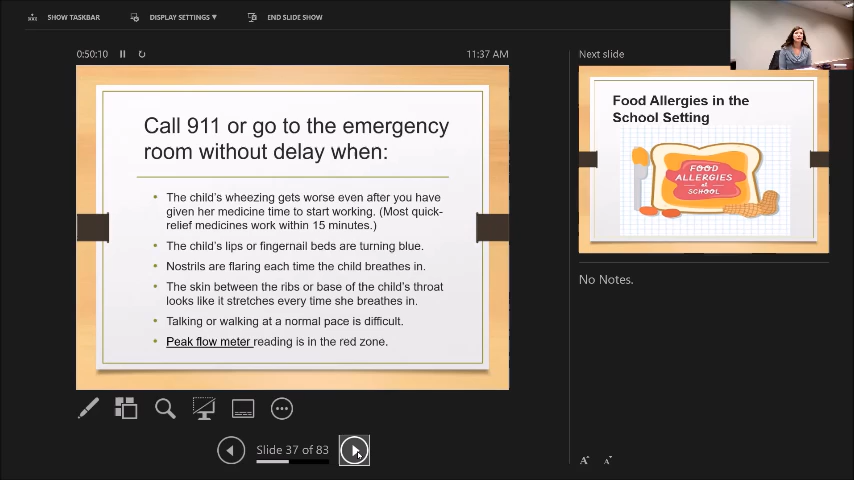 SHOW TASKBAR
DISPLAY SETTINGS ▼
END SLIDE SHOW
0:50:10
11:37 AM
Call 911 or go to the emergency
room without delay when:
• The child's wheezing gets worse even after you have
given her medicine time to start working. (Most quick-
relief medicines work within 15 minutes.)
• The child's lips or fingernail beds are turning blue.
• Nostrils are flaring each time the child breathes in.
• The skin between the ribs or base of the child's throat
looks like it stretches every time she breathes in.
• Talking or walking at a normal pace is difficult.
• Peak flow meter reading is in the red zone.
Slide 37 of 83
Next slide
Food Allergies in the
School Setting
FOOD
ALLERGIES
at
SCHOOL
No Notes.
A A